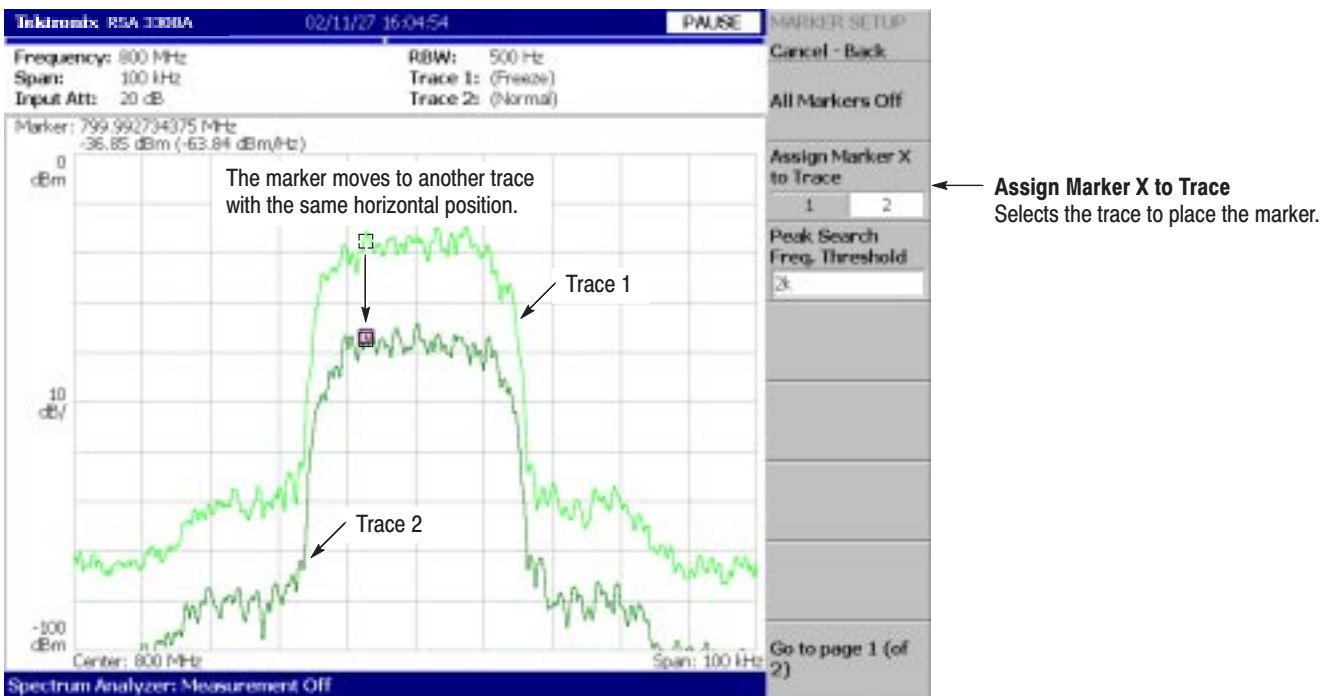 Tektronix RSA 3308A 02/11/27 16:04:54 PAUSE
Frequency: 800 MHz RBW: 500 Hz
Span: 100 kHz Trace 1: (Freeze)
Input Att: 20 dB Trace 2: (Normal)
Marker: 799.992734375 MHz
-36.85 dBm (-63.84 dBm/Hz)
0
dBm
The marker moves to another trace
with the same horizontal position.
Trace 1
10
dB/
Trace 2
-100
dBm
Center: 800 MHz Span: 100 kHz
Spectrum Analyzer: Measurement Off
MARKER SETUP
Cancel - Back
All Markers Off
Assign Marker X
to Trace
1 2
Peak Search
Freq. Threshold
2k
Go to page 1 (of
2)
Assign Marker X to Trace
Selects the trace to place the marker.